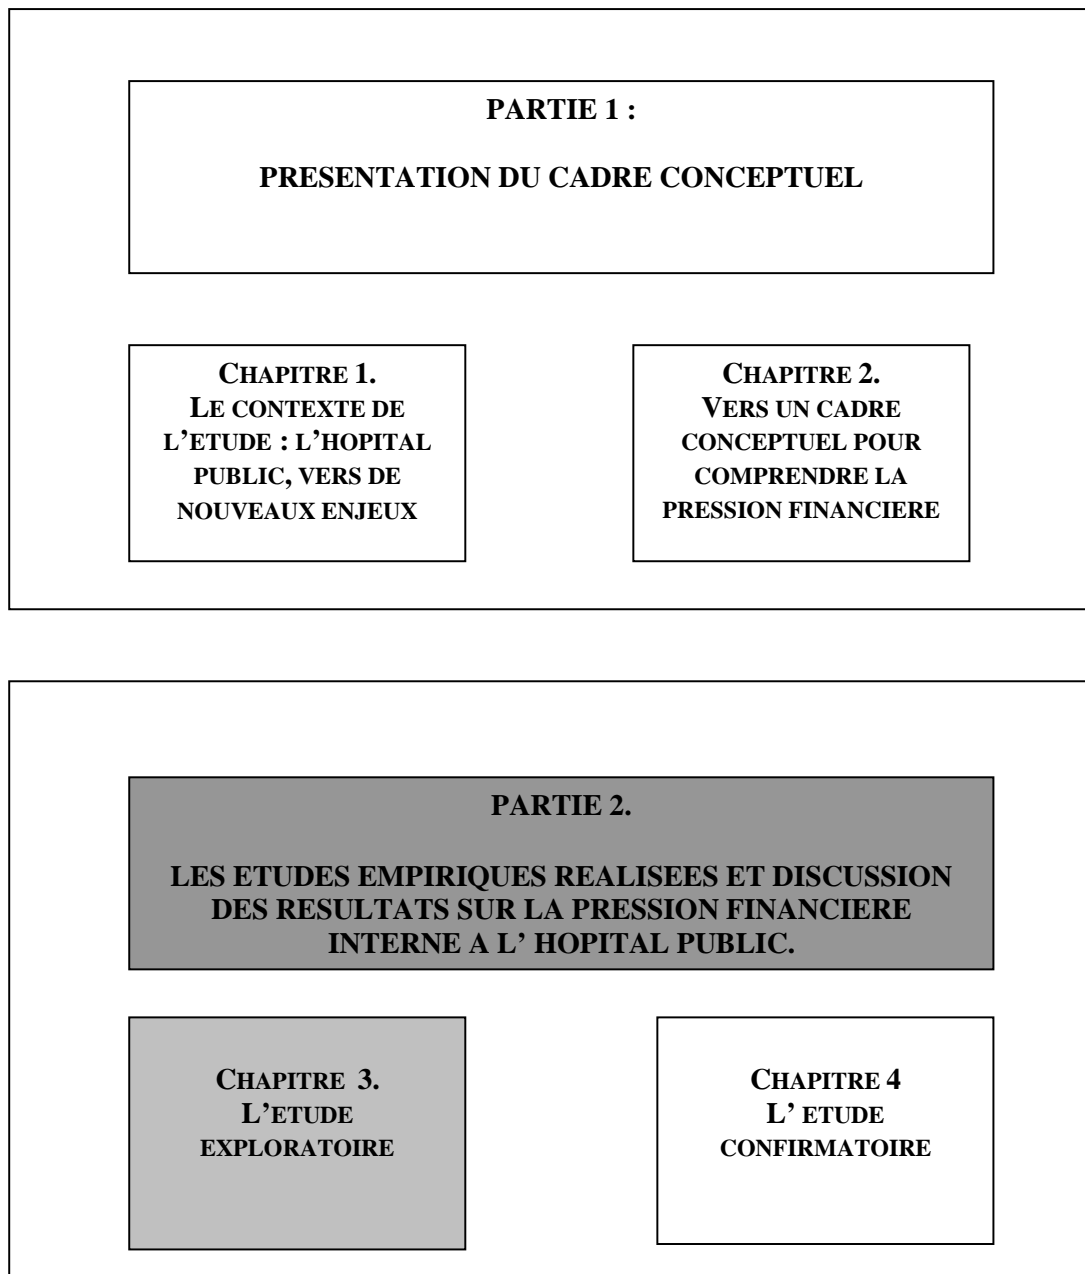 PARTIE 1 :
PRESENTATION DU CADRE CONCEPTUEL
CHAPITRE 1.
LE CONTEXTE DE
L’ETUDE : L’HOPITAL
PUBLIC, VERS DE
NOUVEAUX ENJEUX
CHAPITRE 2.
VERS UN CADRE
CONCEPTUEL POUR
COMPRENDRE LA
PRESSION FINANCIERE
PARTIE 2.
LES ETUDES EMPIRIQUES REALISEES ET DISCUSSION
DES RESULTATS SUR LA PRESSION FINANCIERE
INTERNE A L’ HOPITAL PUBLIC.
CHAPITRE 3.
L’ETUDE
EXPLORATOIRE
CHAPITRE 4
L’ ETUDE
CONFIRMATOIRE